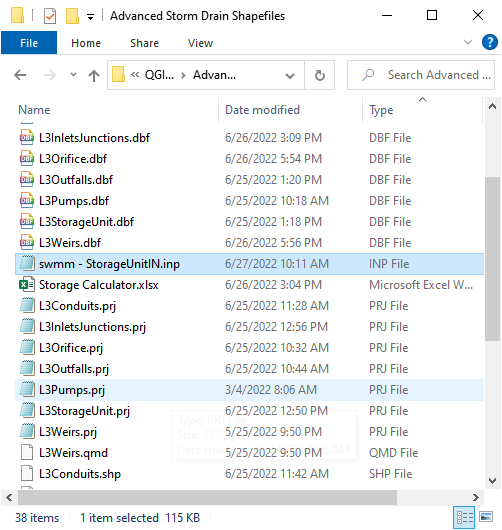 Advanced Storm Drain Shapefiles
File Home Share View
« QGI... › Advan... Search Advanced ...
Name Date modified Type
L3InletsJunctions.dbf 6/26/2022 3:09 PM DBF File
L3Orifice.dbf 6/26/2022 5:54 PM DBF File
L3Outfalls.dbf 6/25/2022 1:20 PM DBF File
L3Pumps.dbf 6/25/2022 10:18 AM DBF File
L3StorageUnit.dbf 6/25/2022 1:18 PM DBF File
L3Weirs.dbf 6/26/2022 5:56 PM DBF File
swmm - StorageUnitIN.inp 6/27/2022 10:11 AM INP File
Storage Calculator.xlsx 6/26/2022 3:04 PM Microsoft Excel W...
L3Conduits.prj 6/25/2022 11:28 AM PRJ File
L3InletsJunctions.prj 6/25/2022 12:56 PM PRJ File
L3Orifice.prj 6/25/2022 10:32 AM PRJ File
L3Outfalls.prj 6/25/2022 10:44 AM PRJ File
L3Pumps.prj 3/4/2022 8:06 AM PRJ File
L3StorageUnit.prj 6/25/2022 12:50 PM PRJ File
L3Weirs.prj 5/25/2022 9:50 PM PRJ File
L3Weirs.qmd 5/25/2022 9:50 PM QMD File
L3Conduits.shp 6/25/2022 11:42 AM SHP File
38 items 1 item selected 115 KB